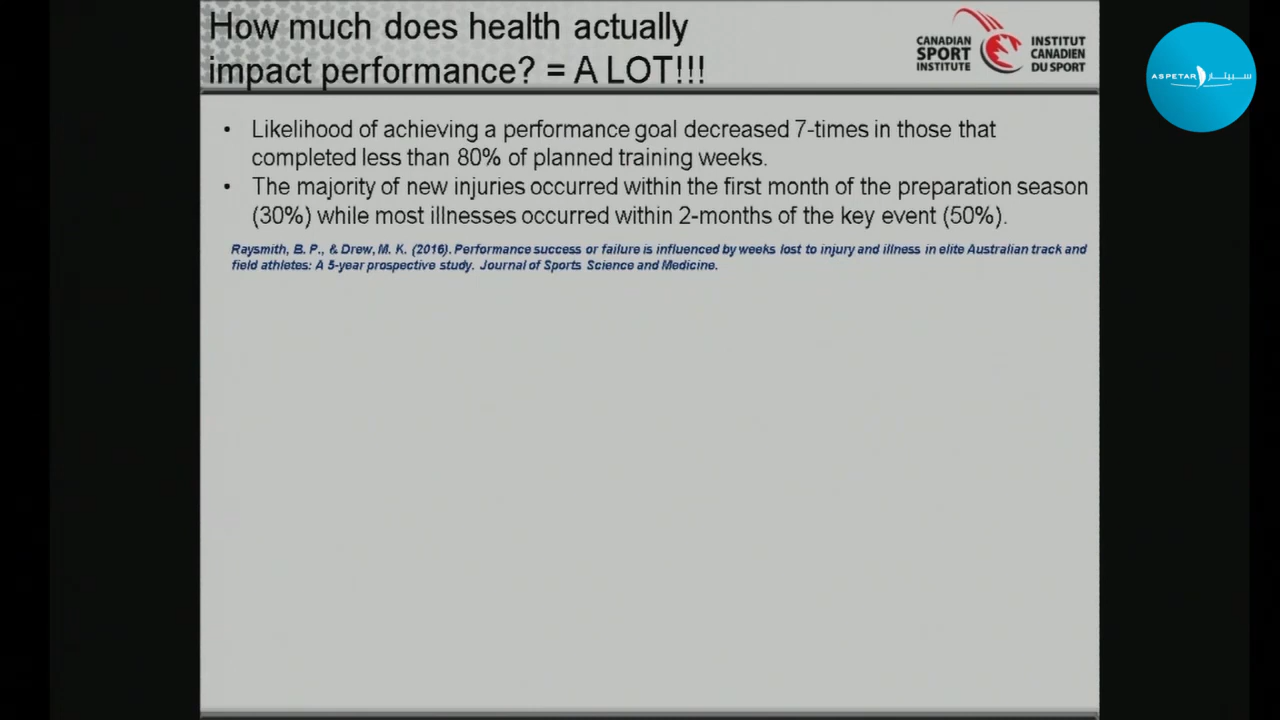 How much does health actually
impact performance? = A LOT!!!
CANADIAN
SPORT
INSTITUTE
INSTITUT
CANADIEN
DU SPORT
ASPETAR سبيتار
• Likelihood of achieving a performance goal decreased 7-times in those that
completed less than 80% of planned training weeks.
• The majority of new injuries occurred within the first month of the preparation season
(30%) while most illnesses occurred within 2-months of the key event (50%).
Raysmith, B. P., & Drew, M. K. (2016). Performance success or failure is influenced by weeks lost to injury and illness in elite Australian track and
field athletes: A 5-year prospective study. Journal of Sports Science and Medicine.